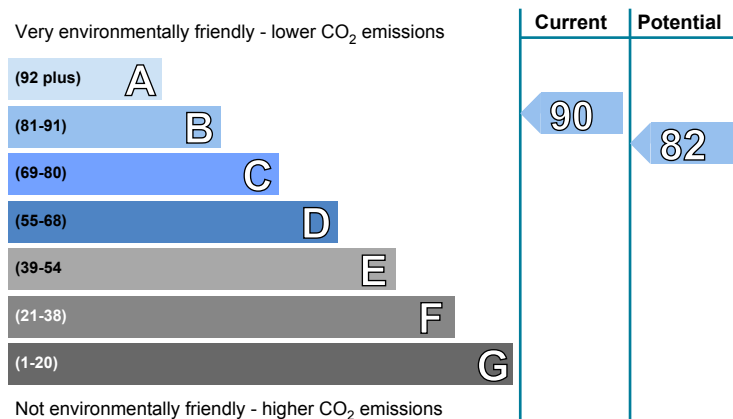 Current Potential
Very environmentally friendly - lower CO₂ emissions
(92 plus) A
(81-91) B
90
(69-80) C
82
(55-68) D
(39-54 E
(21-38) F
(1-20) G
Not environmentally friendly - higher CO₂ emissions